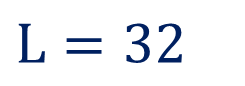 L = 32